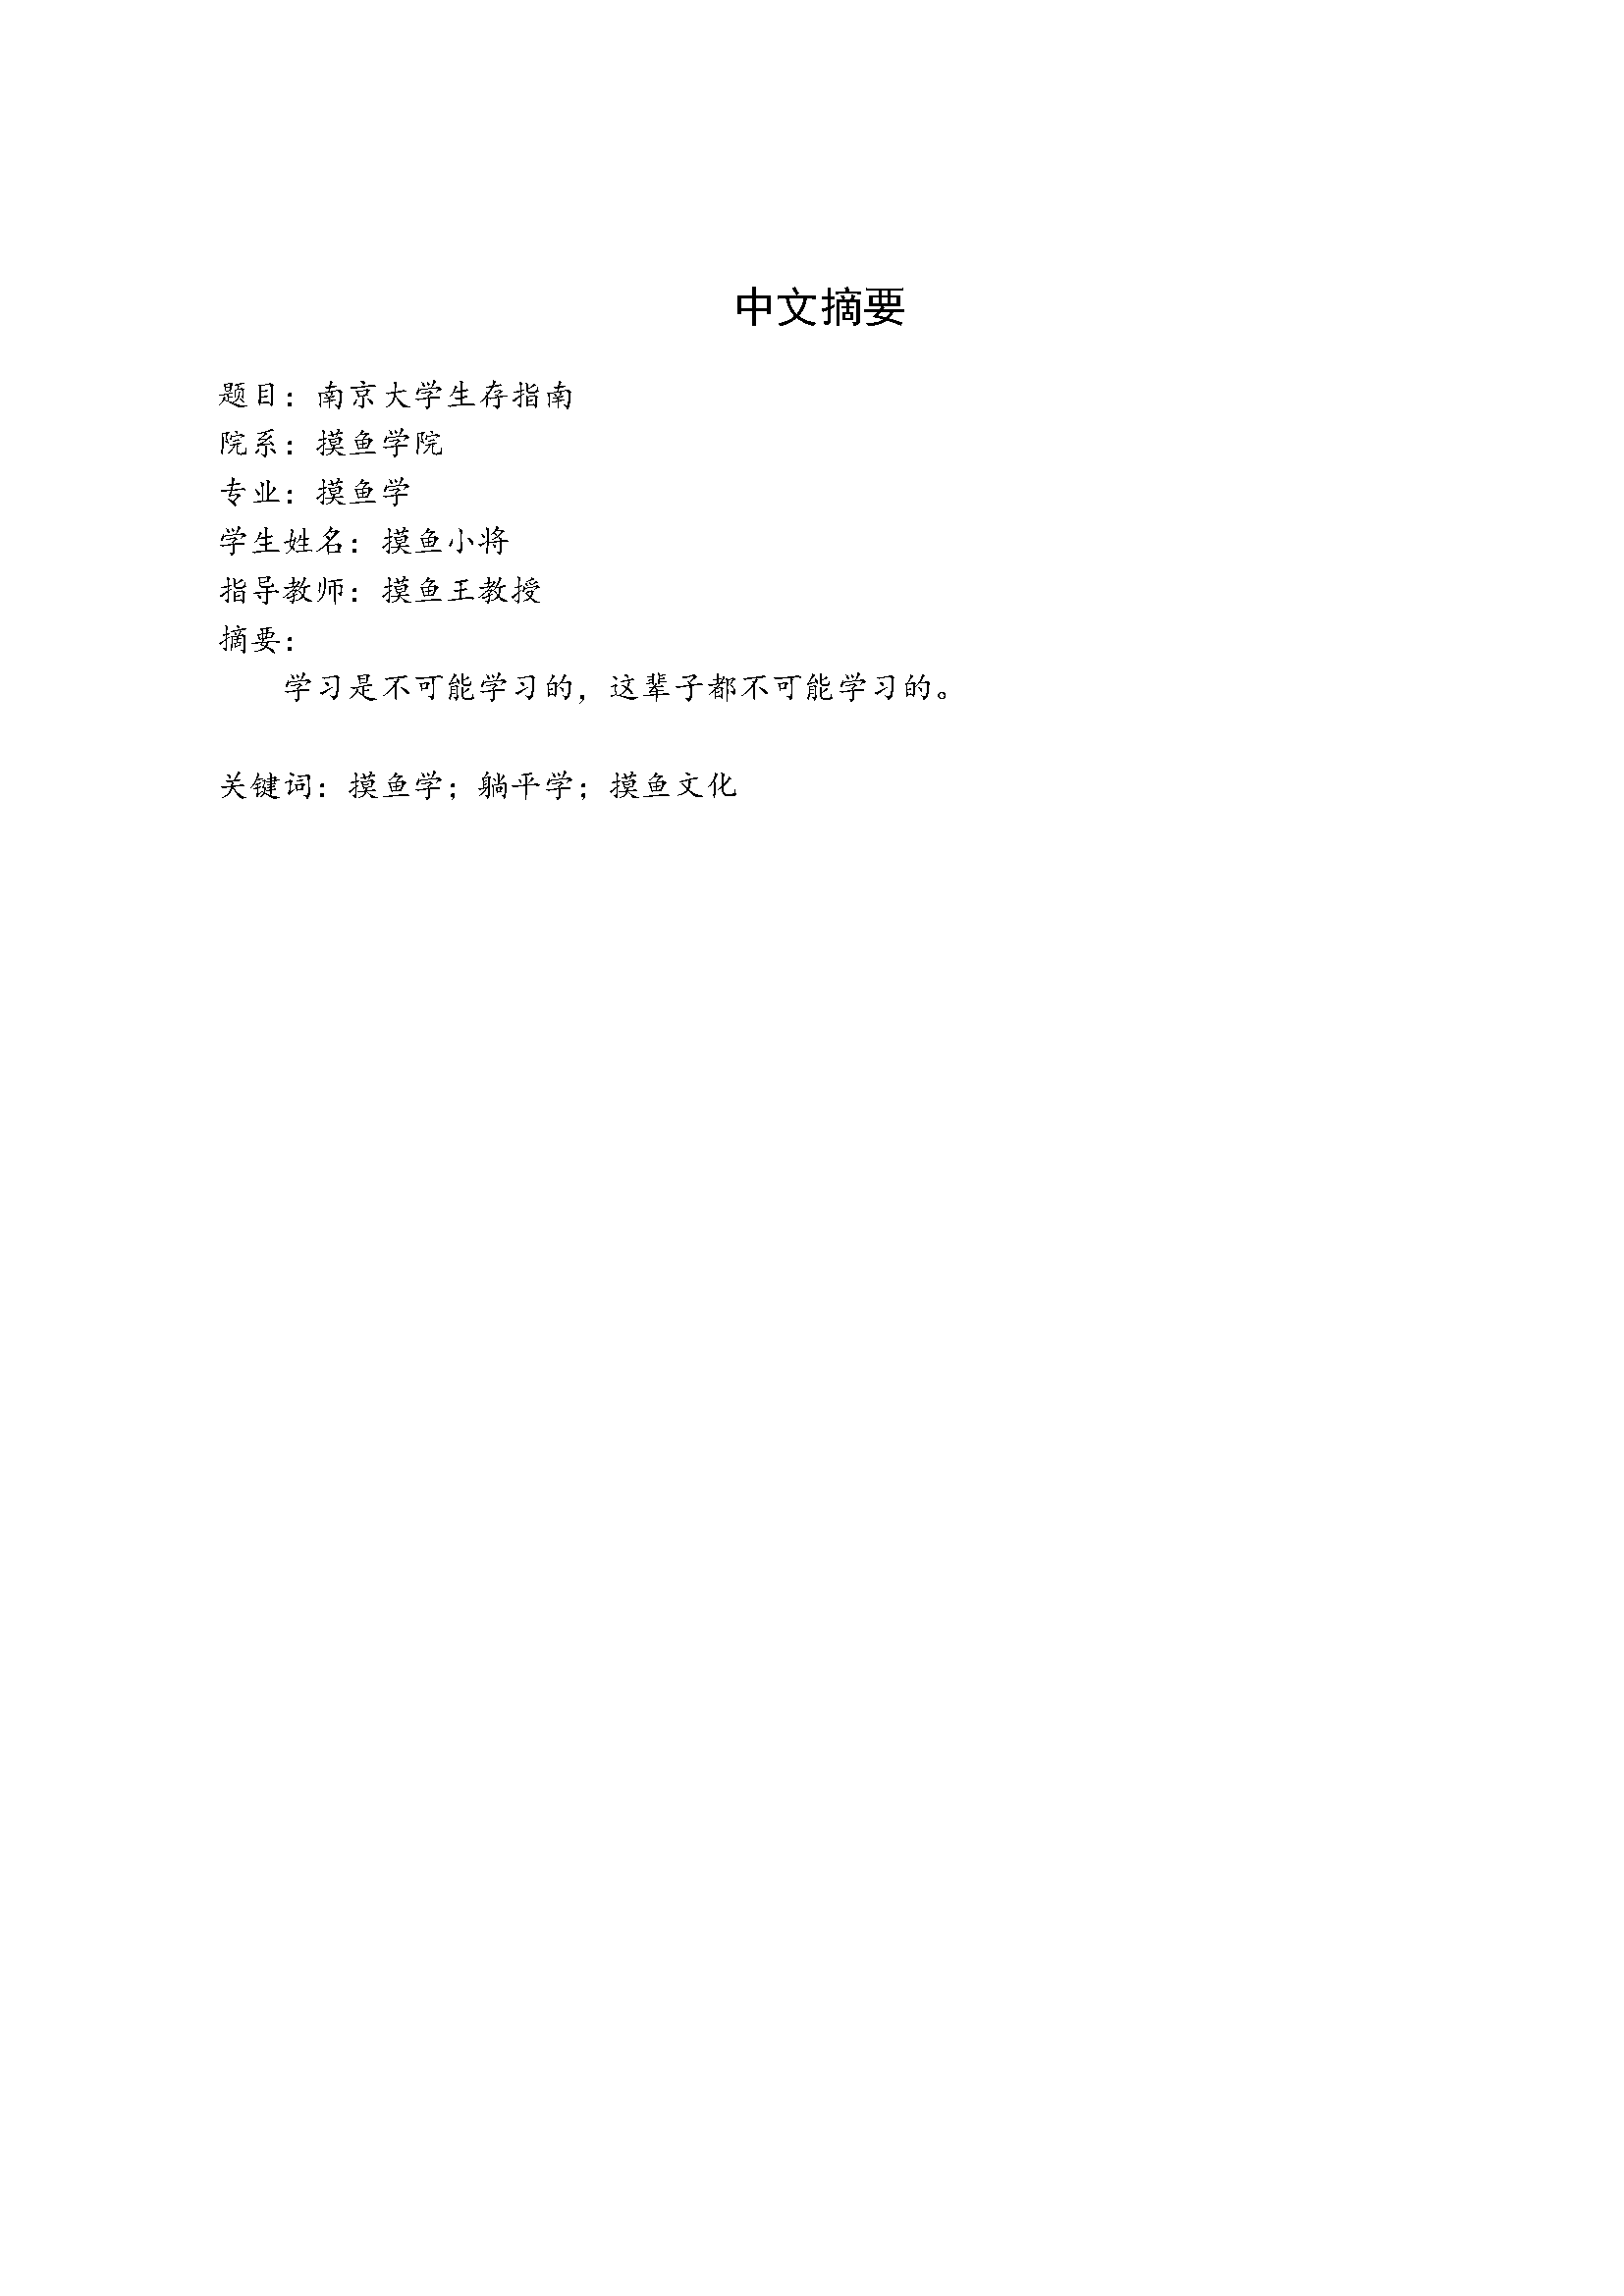 中文摘要
题目：南京大学生存指南
院系：摸鱼学院
专业：摸鱼学
学生姓名：摸鱼小将
指导教师：摸鱼王教授
摘要：
学习是不可能学习的，这辈子都不可能学习的。
关键词：摸鱼学；躺平学；摸鱼文化